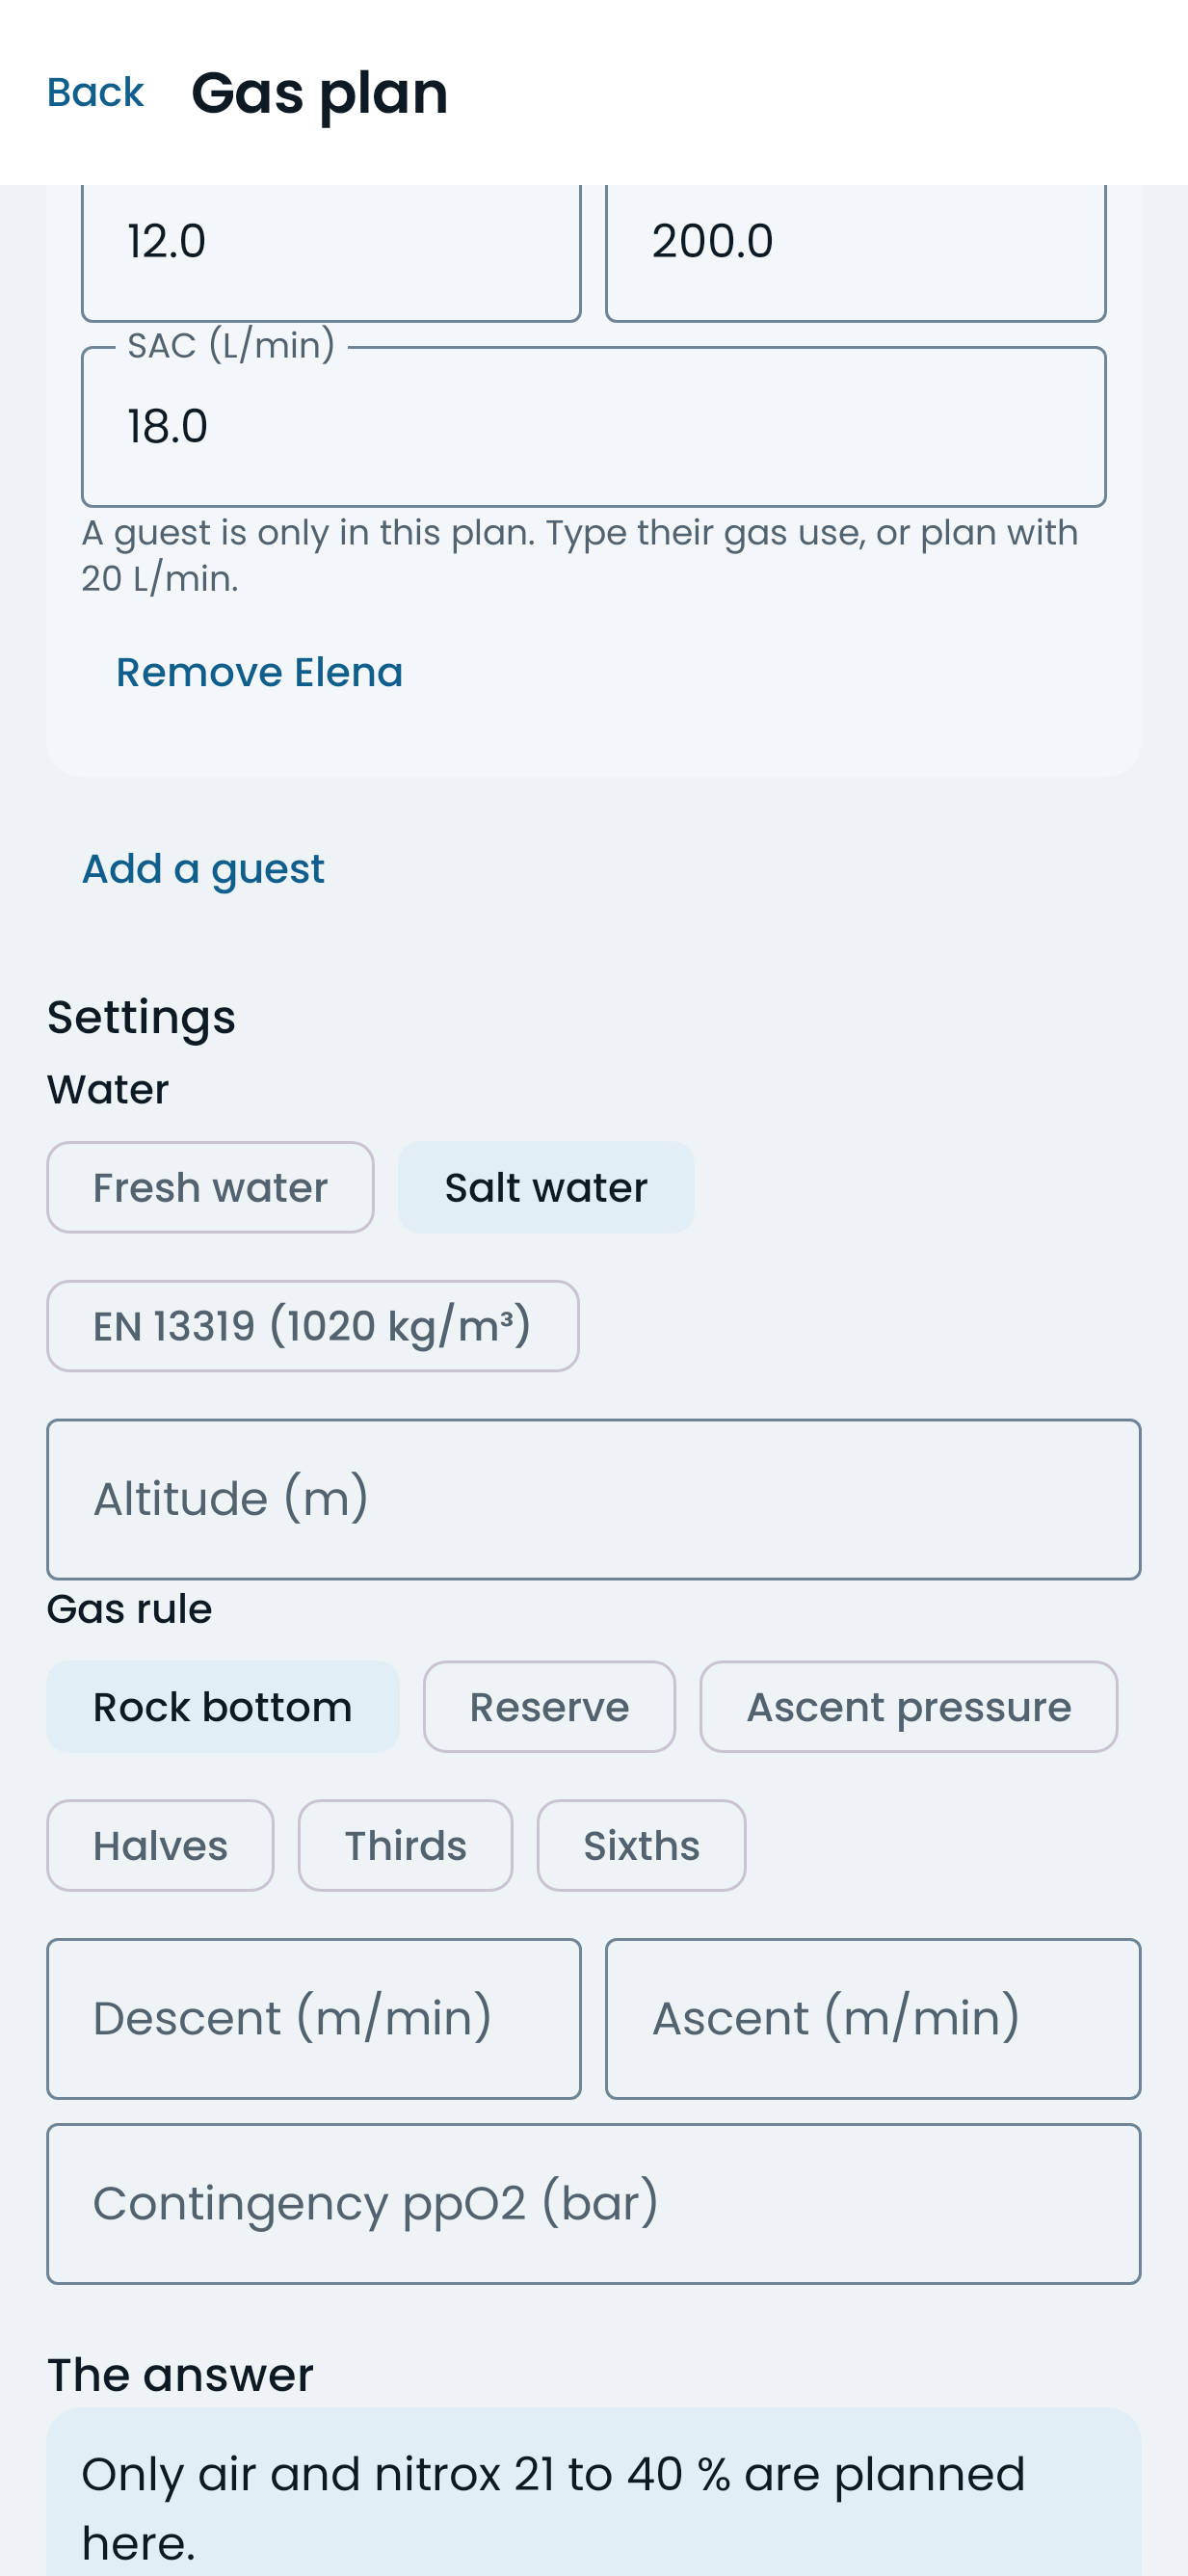 Back
Gas plan
12.0
200.0
SAC (L/min)
18.0
A guest is only in this plan. Type their gas use, or plan with
20 L/min.
Remove Elena
Add a guest
Settings
Water
Fresh water
Salt water
EN 13319 (1020 kg/m³)
Altitude (m)
Gas rule
Rock bottom
Reserve
Ascent pressure
Halves
Thirds
Sixths
Descent (m/min)
Ascent (m/min)
Contingency ppO2 (bar)
The answer
Only air and nitrox 21 to 40 % are planned
here.